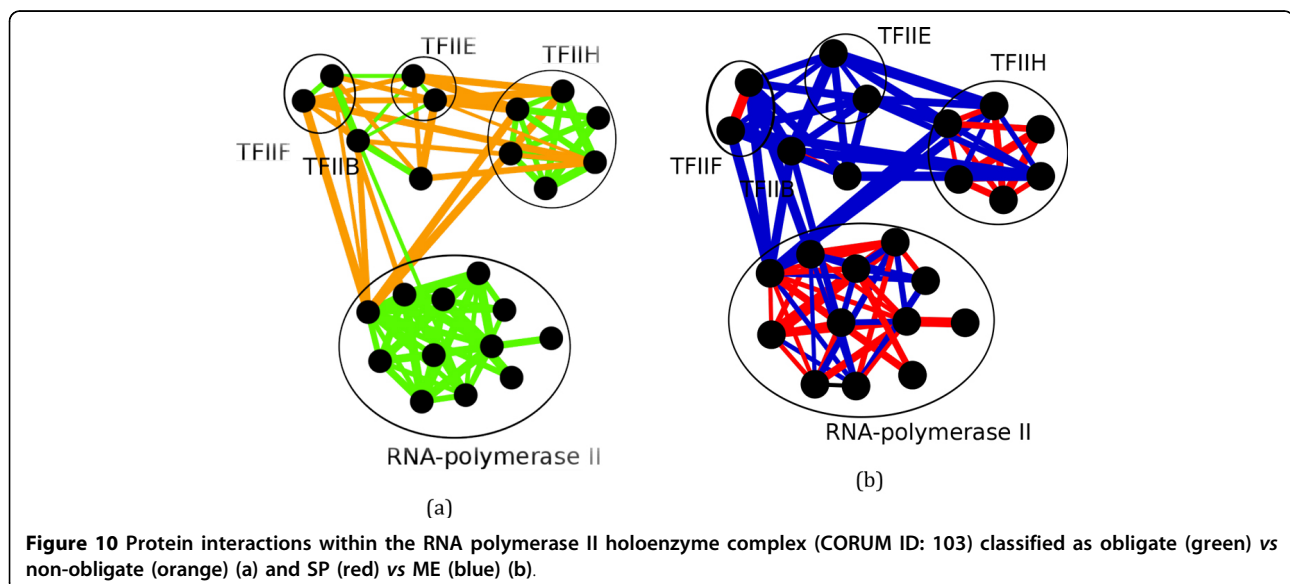 TFIIE
TFIIH
TFIIF
TFIIB
RNA-polymerase II
(a)
TFIIE
TFIIH
TFIIF
TFIIB
RNA-polymerase II
(b)
Figure 10 Protein interactions within the RNA polymerase II holoenzyme complex (CORUM ID: 103) classified as obligate (green) vs
non-obligate (orange) (a) and SP (red) vs ME (blue) (b).